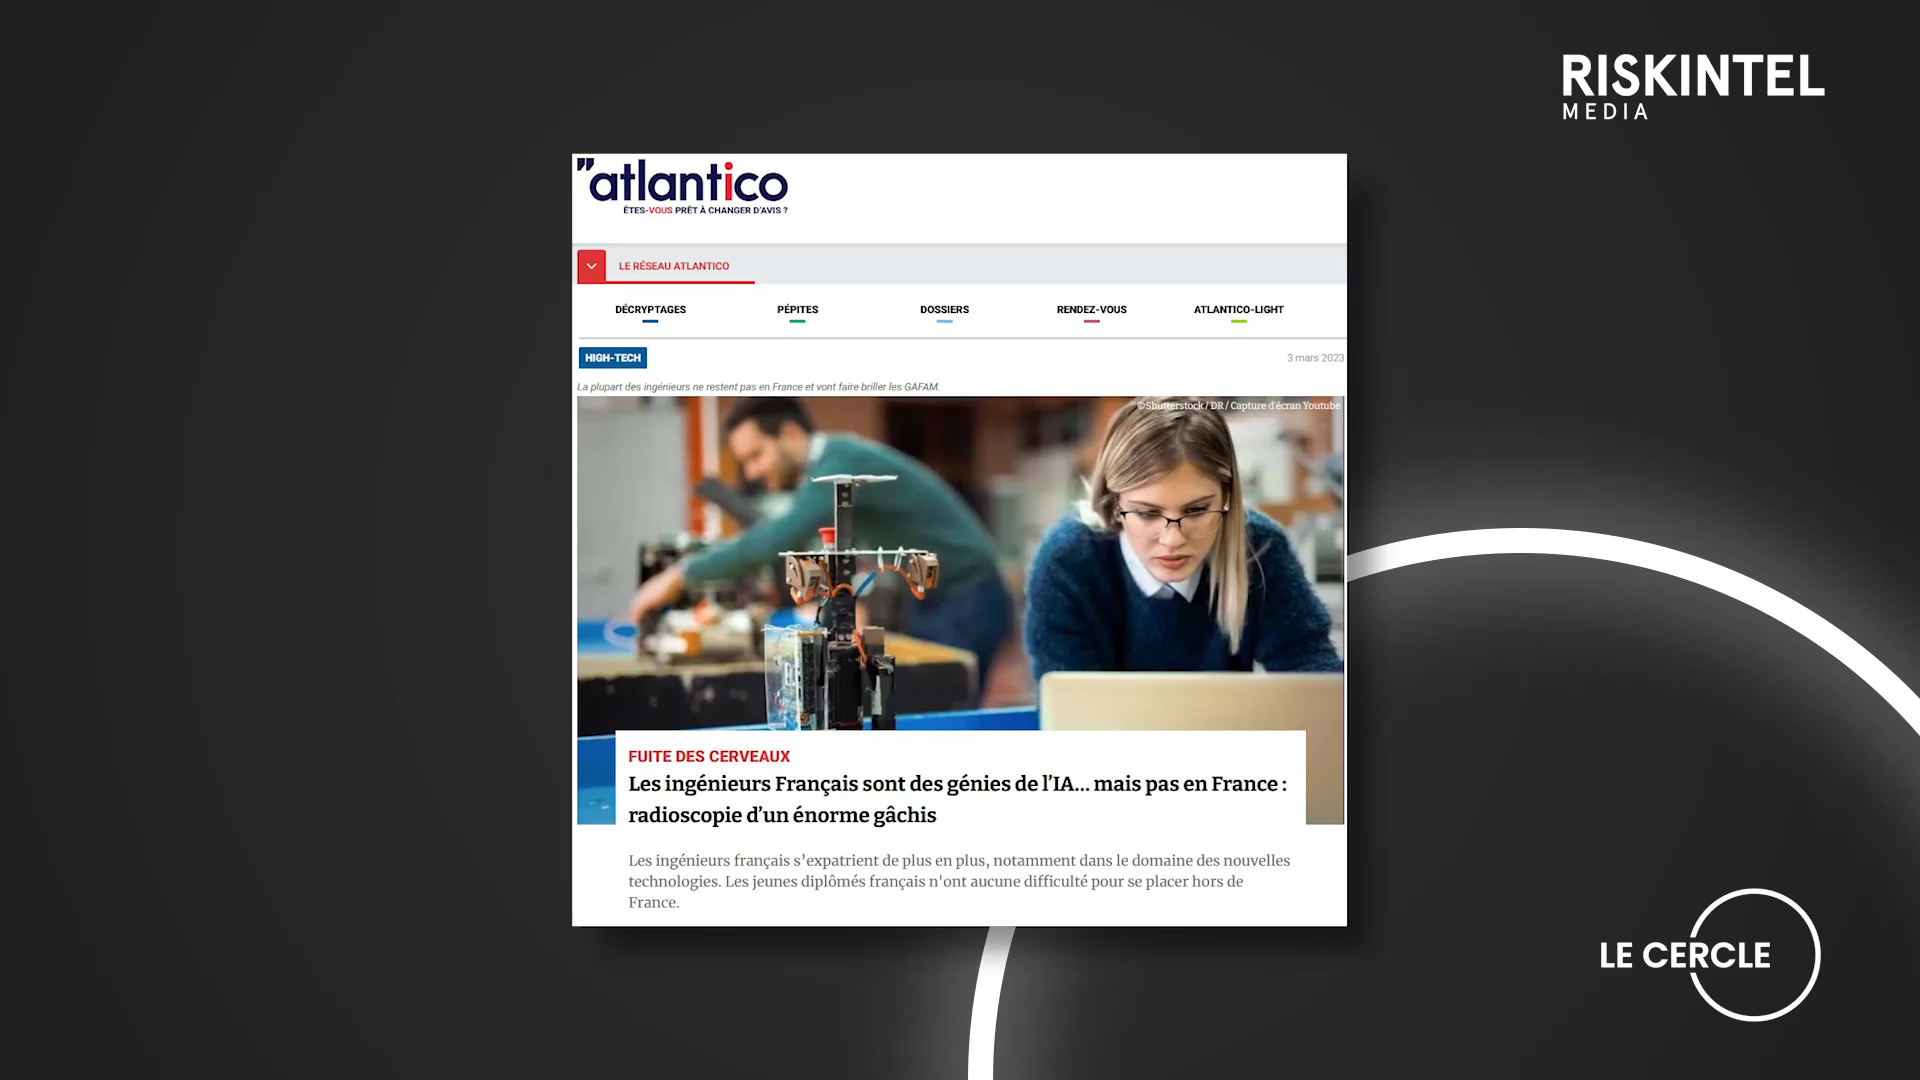 RISKINTEL
MEDIA
"atlantico
ÊTES-VOUS PRÊT À CHANGER D'AVIS ?
LE RÉSEAU ATLANTICO
DÉCRYPTAGES PÉPITES DOSSIERS RENDEZ-VOUS ATLANTICO-LIGHT
HIGH-TECH 3 mars 2023
La plupart des ingénieurs ne restent pas en France et vont faire briller les GAFAM.
©Shutterstock / DR / Capture d'écran Youtube
FUITE DES CERVEAUX
Les ingénieurs Français sont des génies de l’IA… mais pas en France :
radioscopie d’un énorme gâchis
Les ingénieurs français s’expatrient de plus en plus, notamment dans le domaine des nouvelles
technologies. Les jeunes diplômés français n'ont aucune difficulté pour se placer hors de
France.
LE CERCLE